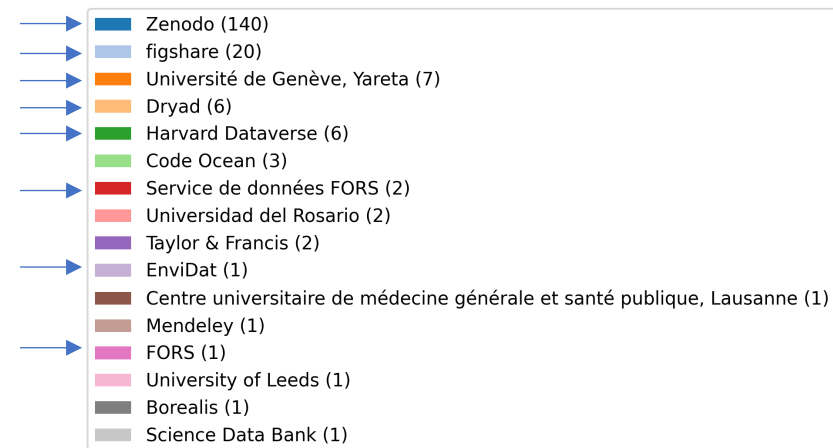 Zenodo (140)
figshare (20)
Université de Genève, Yareta (7)
Dryad (6)
Harvard Dataverse (6)
Code Ocean (3)
Service de données FORS (2)
Universidad del Rosario (2)
Taylor & Francis (2)
EnviDat (1)
Centre universitaire de médecine générale et santé publique, Lausanne (1)
Mendeley (1)
FORS (1)
University of Leeds (1)
Borealis (1)
Science Data Bank (1)